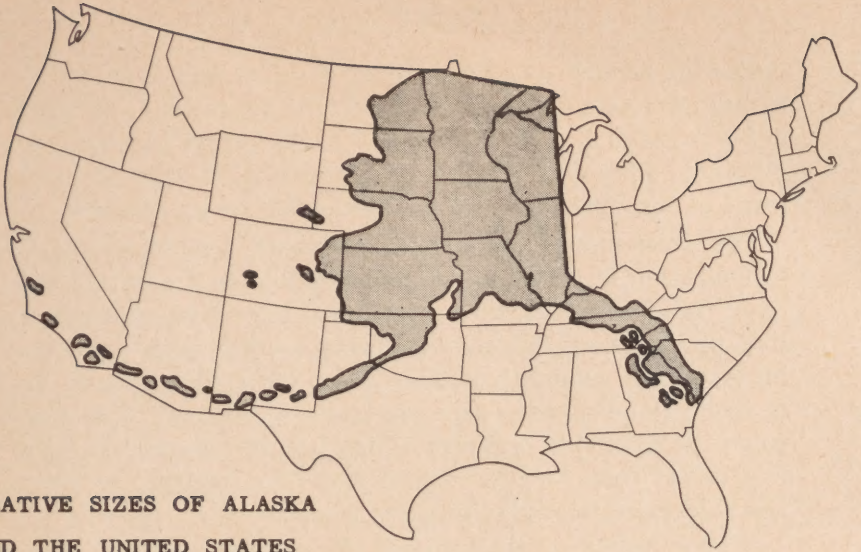 ATIVE SIZES OF ALASKA
D THE UNITED STATES